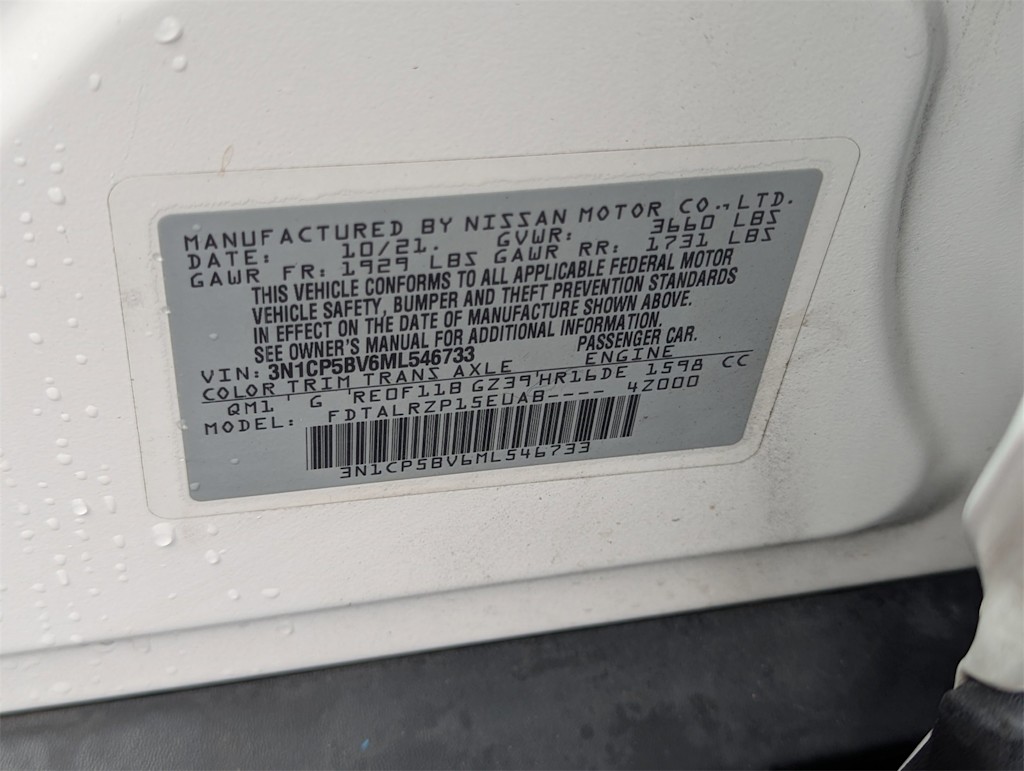 MANUFACTURED BY NISSAN MOTOR CO., LTD.
DATE: 10/21. GVWR: 3660 LBS
GAWR FR: 1929 LBS GAWR RR: 1731 LBS
THIS VEHICLE CONFORMS TO ALL APPLICABLE FEDERAL MOTOR
VEHICLE SAFETY, BUMPER AND THEFT PREVENTION STANDARDS
IN EFFECT ON THE DATE OF MANUFACTURE SHOWN ABOVE.
SEE OWNER'S MANUAL FOR ADDITIONAL INFORMATION.
VIN: 3N1CP5BV6ML546733 PASSENGER CAR.
COLOR TRIM TRANS AXLE ENGINE
QM1 ' G 'RE0F11B GZ39'HR16DE 1598 CC
MODEL: FDTALRZP15EUAB---- 4Z000
3N1CP5BV6ML546733